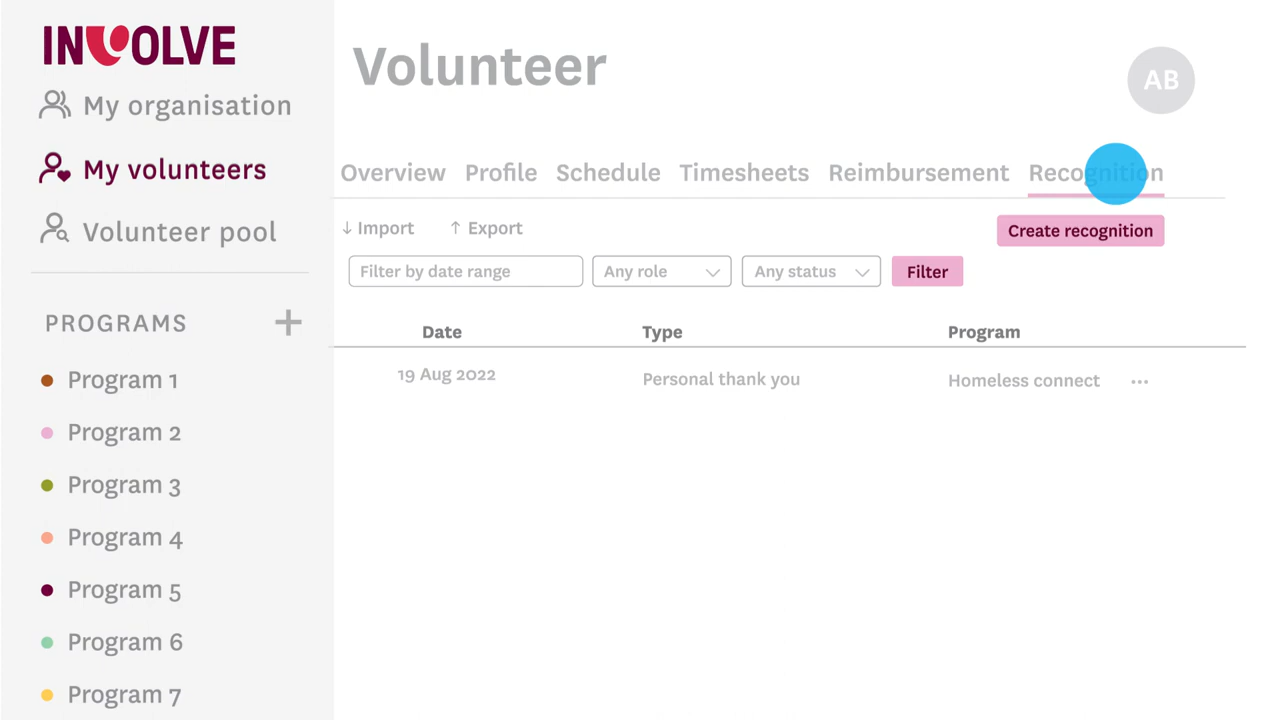 INVOLVE
My organisation
My volunteers
Volunteer pool
PROGRAMS
Program 1
Program 2
Program 3
Program 4
Program 5
Program 6
Program 7
Volunteer
AB
Overview Profile Schedule Timesheets Reimbursement Recognition
↓ Import ↑ Export Create recognition
Filter by date range Any role Any status Filter
Date Type Program
19 Aug 2022 Personal thank you Homeless connect ...